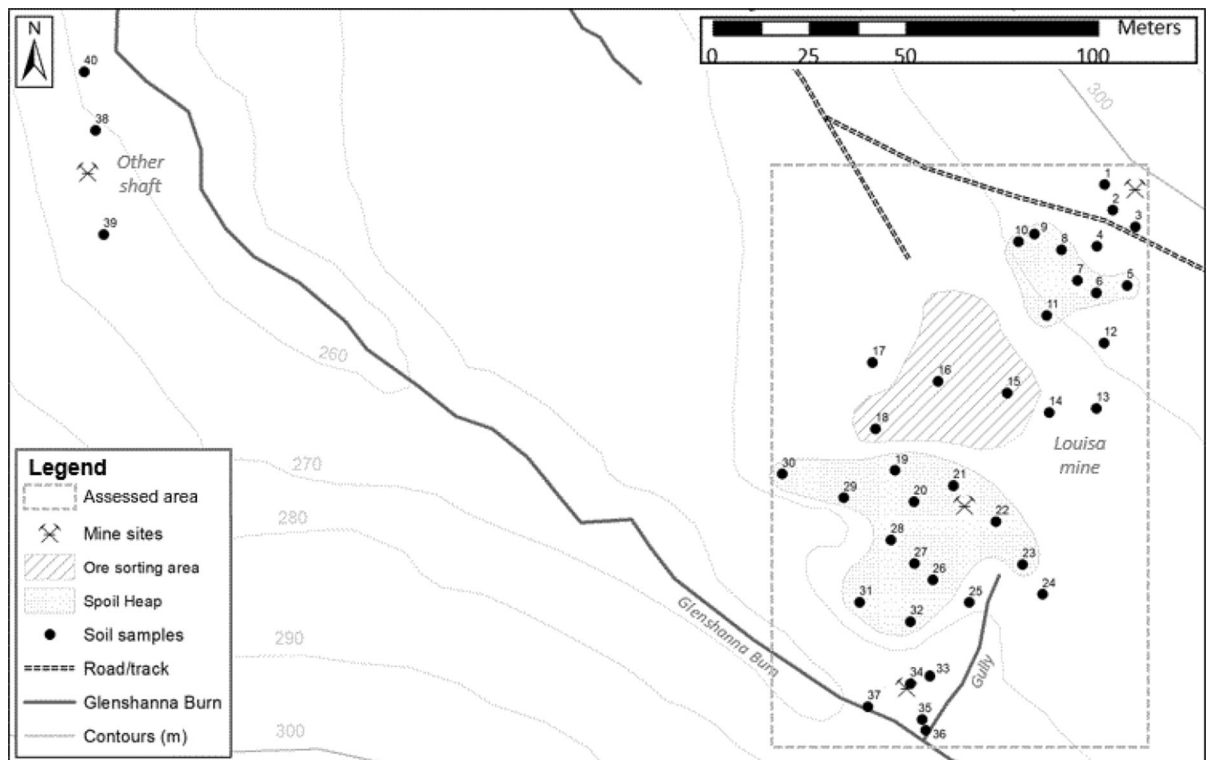 N
Meters
0 25 50 100
40
38
Other
shaft
39
300
1
2
3
4
5
6
7
8
9
10
11
12
13
14
15
16
17
18
Louisa
mine
260
270
280
290
300
19
20
21
22
23
24
25
26
27
28
29
30
31
32
33
34
35
36
37
Glenshanna Burn
Gully
Legend
Assessed area
Mine sites
Ore sorting area
Spoil Heap
Soil samples
Road/track
Glenshanna Burn
Contours (m)